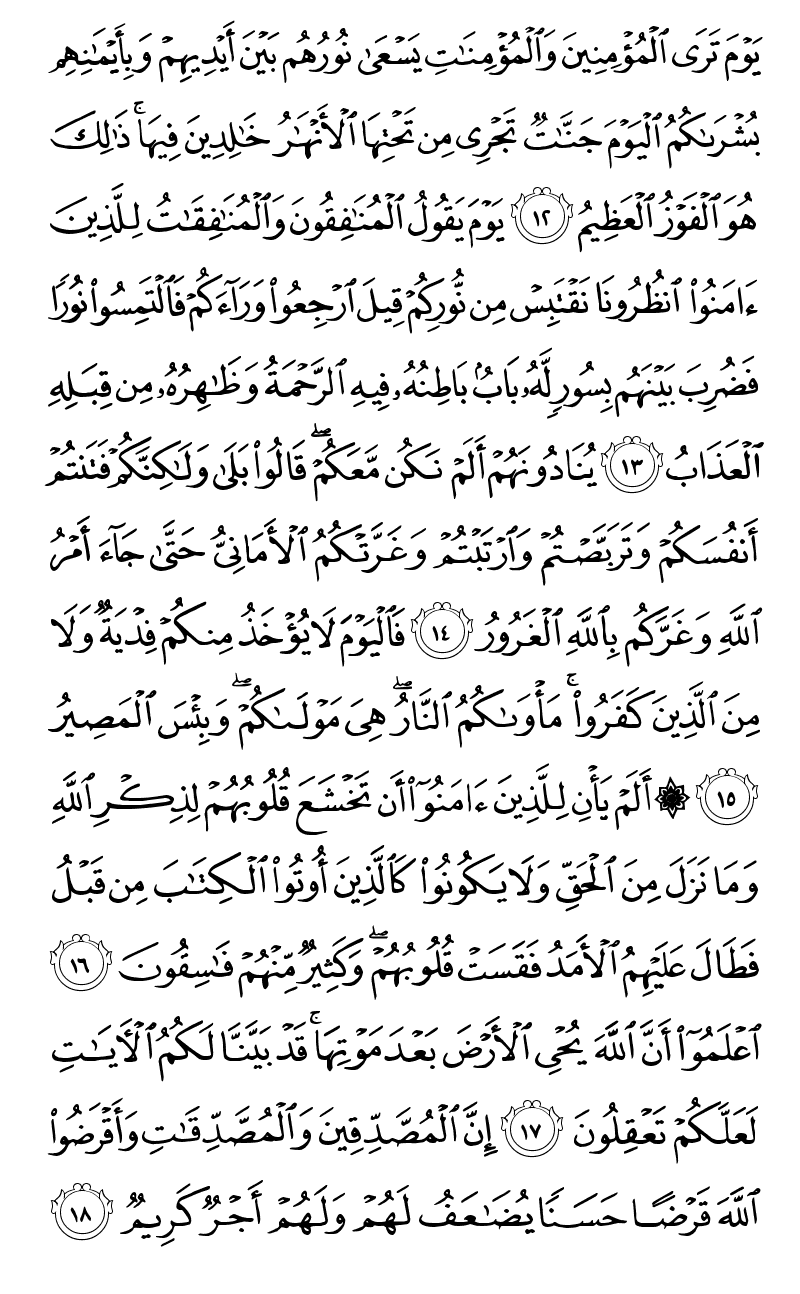 يَوْمَ تَرَى ٱلْمُؤْمِنِينَ وَٱلْمُؤْمِنَٰتِ يَسْعَىٰ نُورُهُم بَيْنَ أَيْدِيهِمْ وَبِأَيْمَٰنِهِم
بُشْرَىٰكُمُ ٱلْيَوْمَ جَنَّٰتٌ تَجْرِى مِن تَحْتِهَا ٱلْأَنْهَٰرُ خَٰلِدِينَ فِيهَا ۚ ذَٰلِكَ
هُوَ ٱلْفَوْزُ ٱلْعَظِيمُ ١٢ يَوْمَ يَقُولُ ٱلْمُنَٰفِقُونَ وَٱلْمُنَٰفِقَٰتُ لِلَّذِينَ
ءَامَنُوا۟ ٱنظُرُونَا نَقْتَبِسْ مِن نُّورِكُمْ قِيلَ ٱرْجِعُوا۟ وَرَآءَكُمْ فَٱلْتَمِسُوا۟ نُورًا
فَضُرِبَ بَيْنَهُم بِسُورٍ لَّهُۥ بَابٌۢ بَاطِنُهُۥ فِيهِ ٱلرَّحْمَةُ وَظَٰهِرُهُۥ مِن قِبَلِهِ
ٱلْعَذَابُ ١٣ يُنَادُونَهُمْ أَلَمْ نَكُن مَّعَكُمْ ۖ قَالُوا۟ بَلَىٰ وَلَٰكِنَّكُمْ فَتَنتُمْ
أَنفُسَكُمْ وَتَرَبَّصْتُمْ وَٱرْتَبْتُمْ وَغَرَّتْكُمُ ٱلْأَمَانِىُّ حَتَّىٰ جَآءَ أَمْرُ
ٱللَّهِ وَغَرَّكُم بِٱللَّهِ ٱلْغَرُورُ ١٤ فَٱلْيَوْمَ لَا يُؤْخَذُ مِنكُمْ فِدْيَةٌ وَلَا
مِنَ ٱلَّذِينَ كَفَرُوا۟ ۚ مَأْوَىٰكُمُ ٱلنَّارُ ۖ هِىَ مَوْلَىٰكُمْ ۖ وَبِئْسَ ٱلْمَصِيرُ
١٥ ۞ أَلَمْ يَأْنِ لِلَّذِينَ ءَامَنُوٓا۟ أَن تَخْشَعَ قُلُوبُهُمْ لِذِكْرِ ٱللَّهِ
وَمَا نَزَلَ مِنَ ٱلْحَقِّ وَلَا يَكُونُوا۟ كَٱلَّذِينَ أُوتُوا۟ ٱلْكِتَٰبَ مِن قَبْلُ
فَطَالَ عَلَيْهِمُ ٱلْأَمَدُ فَقَسَتْ قُلُوبُهُمْ ۖ وَكَثِيرٌ مِّنْهُمْ فَٰسِقُونَ ١٦
ٱعْلَمُوٓا۟ أَنَّ ٱللَّهَ يُحْىِ ٱلْأَرْضَ بَعْدَ مَوْتِهَا ۚ قَدْ بَيَّنَّا لَكُمُ ٱلْـَٔايَٰتِ
لَعَلَّكُمْ تَعْقِلُونَ ١٧ إِنَّ ٱلْمُصَّدِّقِينَ وَٱلْمُصَّدِّقَٰتِ وَأَقْرَضُوا۟
ٱللَّهَ قَرْضًا حَسَنًا يُضَٰعَفُ لَهُمْ وَلَهُمْ أَجْرٌ كَرِيمٌ ١٨